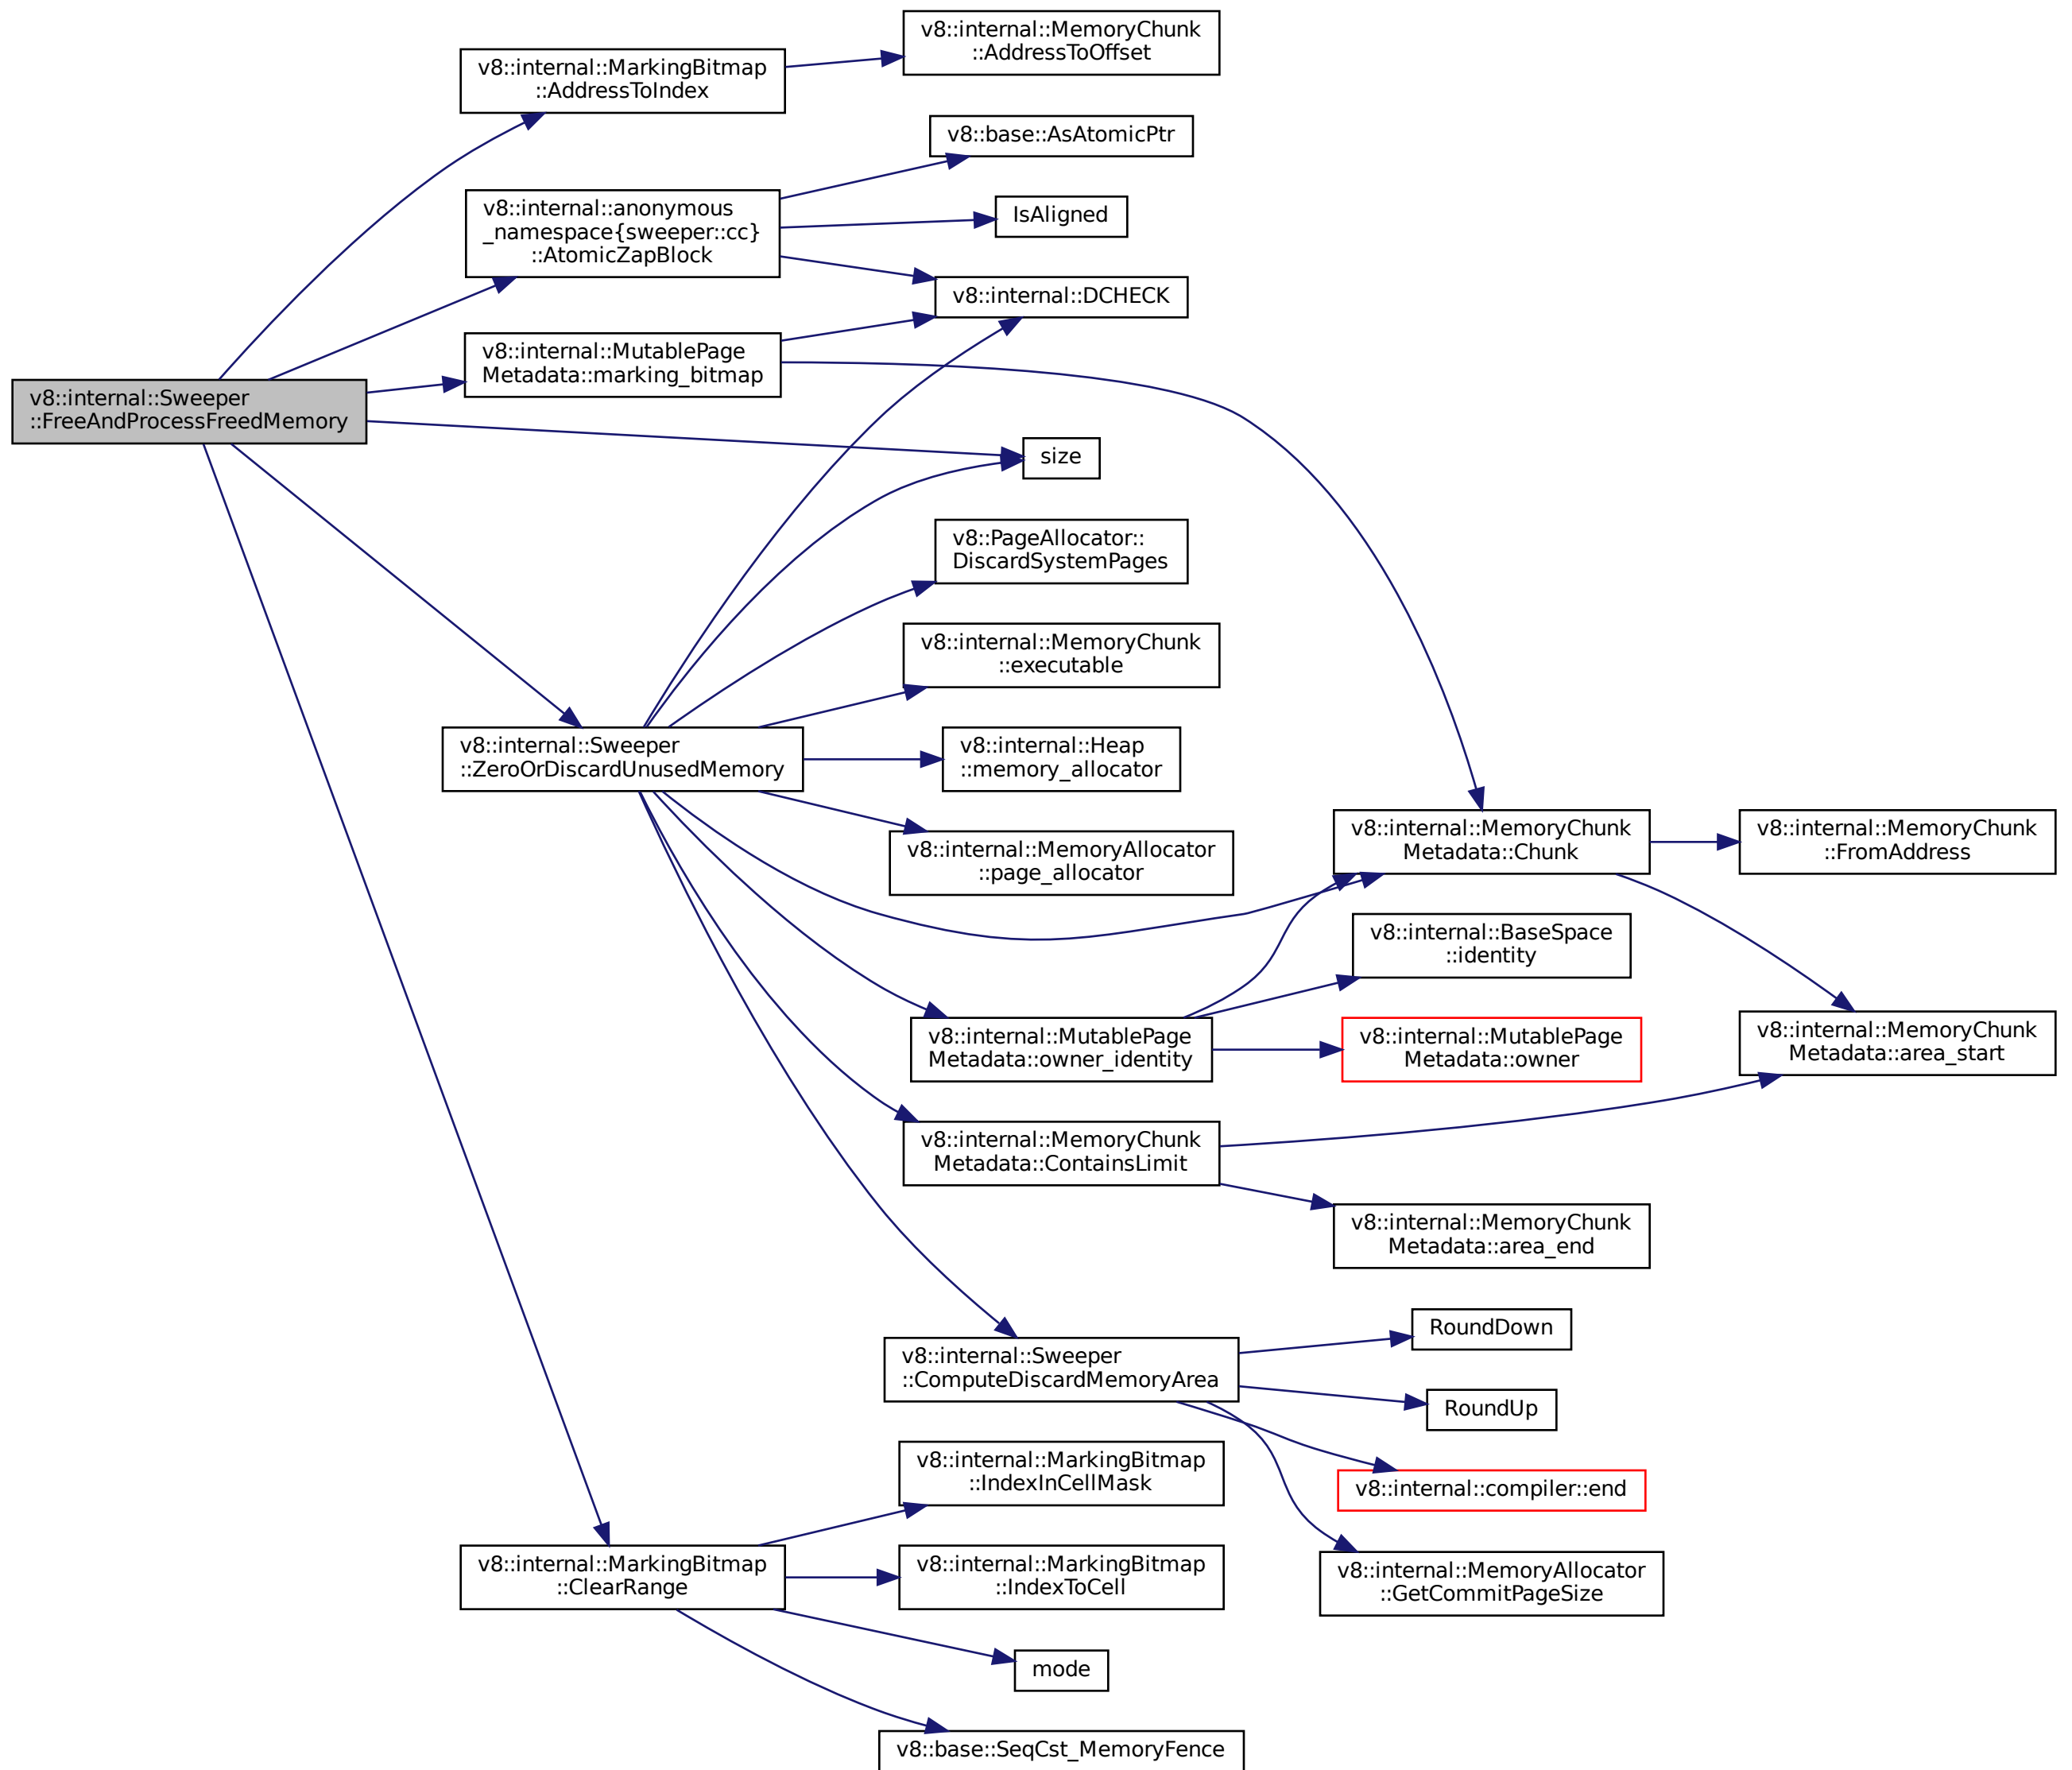 v8::internal::Sweeper
::FreeAndProcessFreedMemory
v8::internal::MarkingBitmap
::AddressToIndex
v8::internal::MemoryChunk
::AddressToOffset
v8::internal::anonymous
_namespace{sweeper::cc}
::AtomicZapBlock
v8::base::AsAtomicPtr
IsAligned
v8::internal::DCHECK
v8::internal::MutablePage
Metadata::marking_bitmap
size
v8::PageAllocator::
DiscardSystemPages
v8::internal::MemoryChunk
::executable
v8::internal::Sweeper
::ZeroOrDiscardUnusedMemory
v8::internal::Heap
::memory_allocator
v8::internal::MemoryAllocator
::page_allocator
v8::internal::MemoryChunk
Metadata::Chunk
v8::internal::MemoryChunk
::FromAddress
v8::internal::BaseSpace
::identity
v8::internal::MutablePage
Metadata::owner_identity
v8::internal::MutablePage
Metadata::owner
v8::internal::MemoryChunk
Metadata::area_start
v8::internal::MemoryChunk
Metadata::ContainsLimit
v8::internal::MemoryChunk
Metadata::area_end
v8::internal::Sweeper
::ComputeDiscardMemoryArea
RoundDown
RoundUp
v8::internal::compiler::end
v8::internal::MemoryAllocator
::GetCommitPageSize
v8::internal::MarkingBitmap
::ClearRange
v8::internal::MarkingBitmap
::IndexInCellMask
v8::internal::MarkingBitmap
::IndexToCell
mode
v8::base::SeqCst_MemoryFence